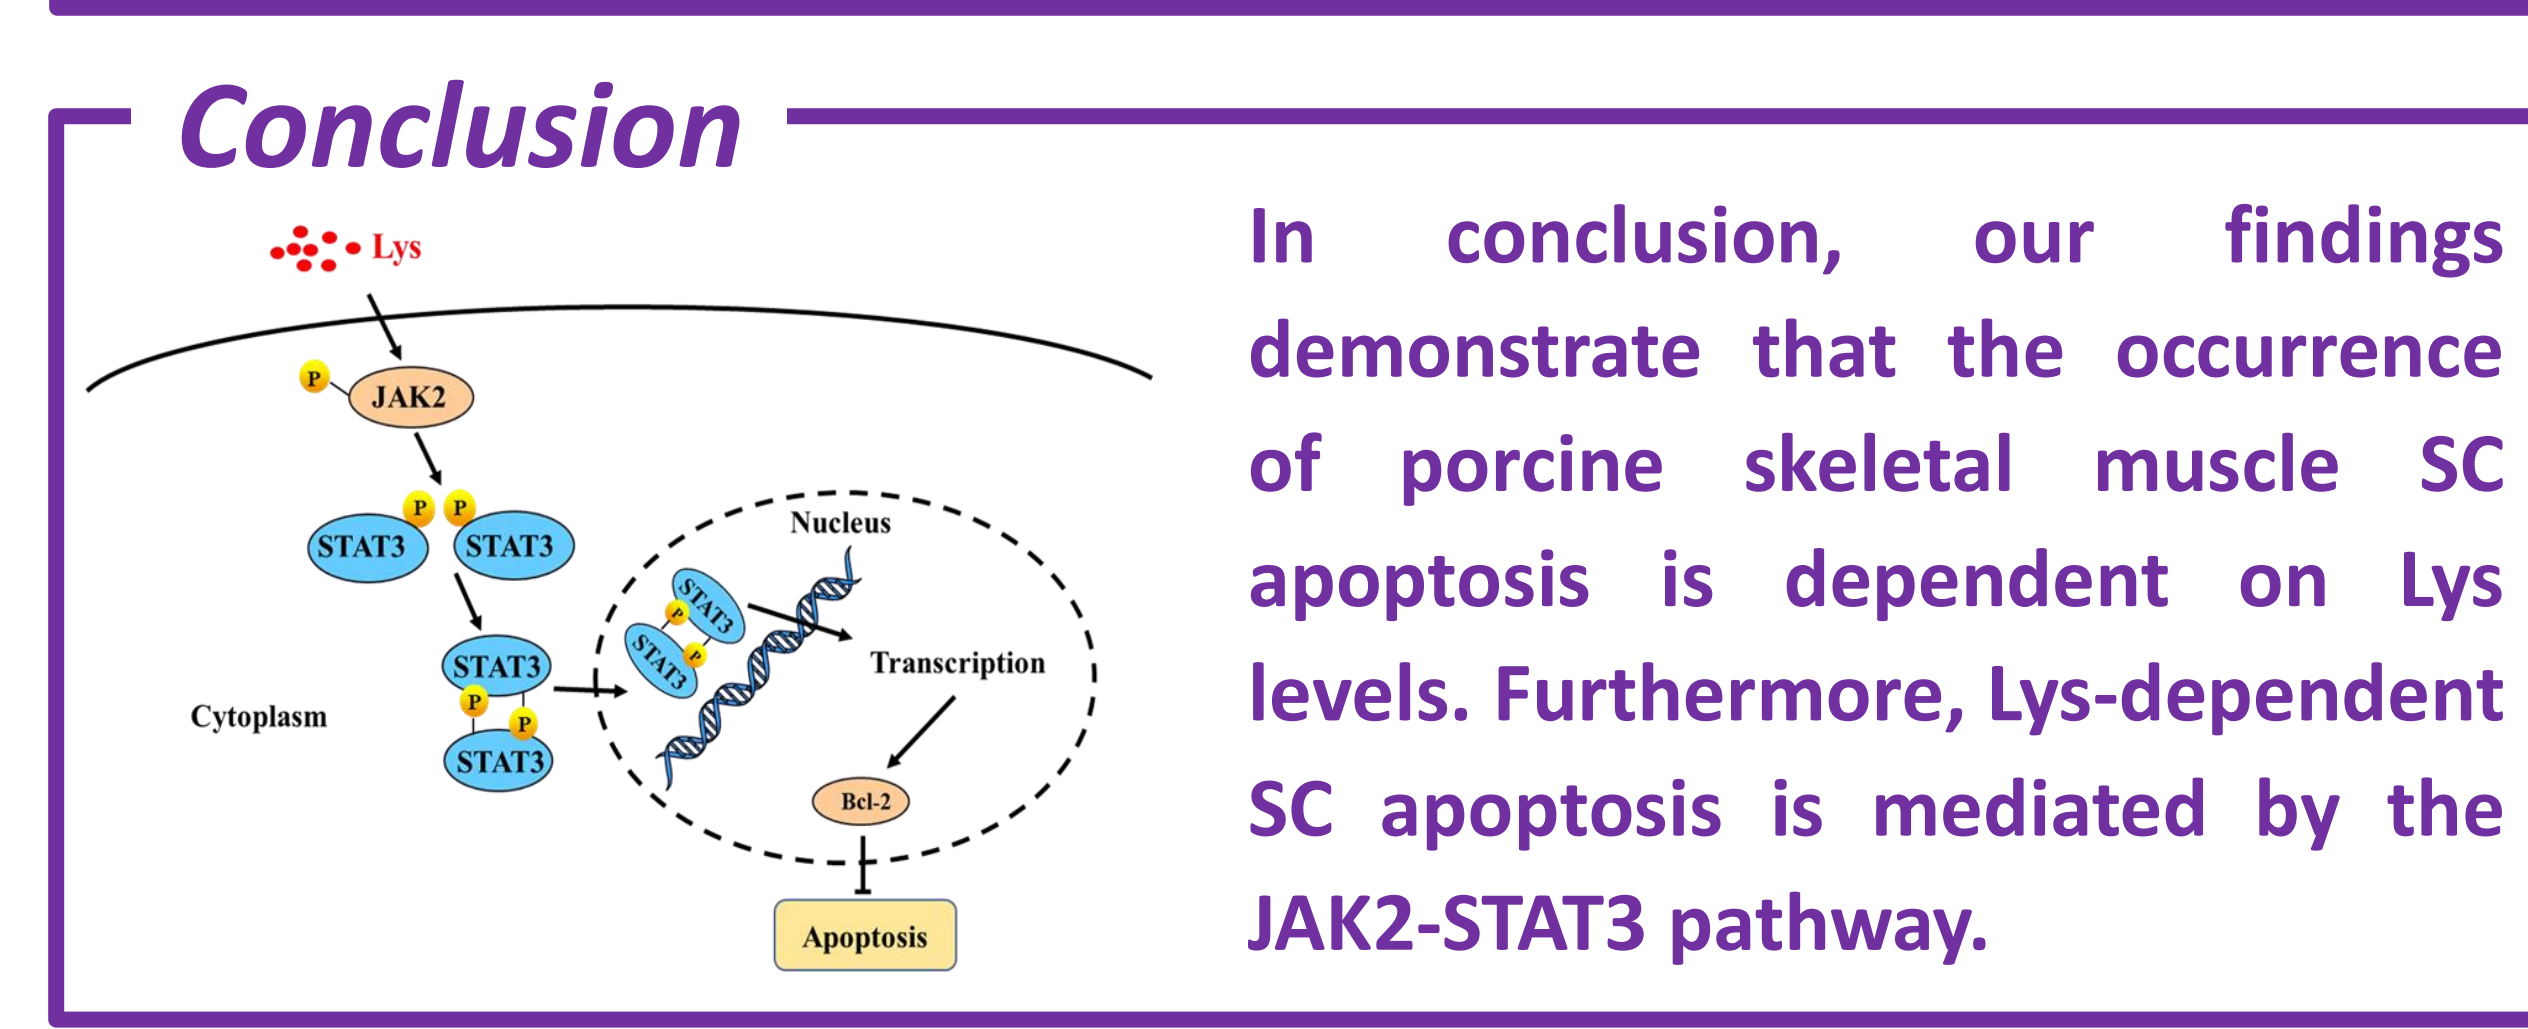 Conclusion
Lys
P
JAK2
P P
STAT3 STAT3
Nucleus
STAT3
P
P
STAT3
STAT3
P
P
STAT3
Transcription
Cytoplasm
Bcl-2
Apoptosis
In conclusion, our findings
demonstrate that the occurrence
of porcine skeletal muscle SC
apoptosis is dependent on Lys
levels. Furthermore, Lys-dependent
SC apoptosis is mediated by the
JAK2-STAT3 pathway.